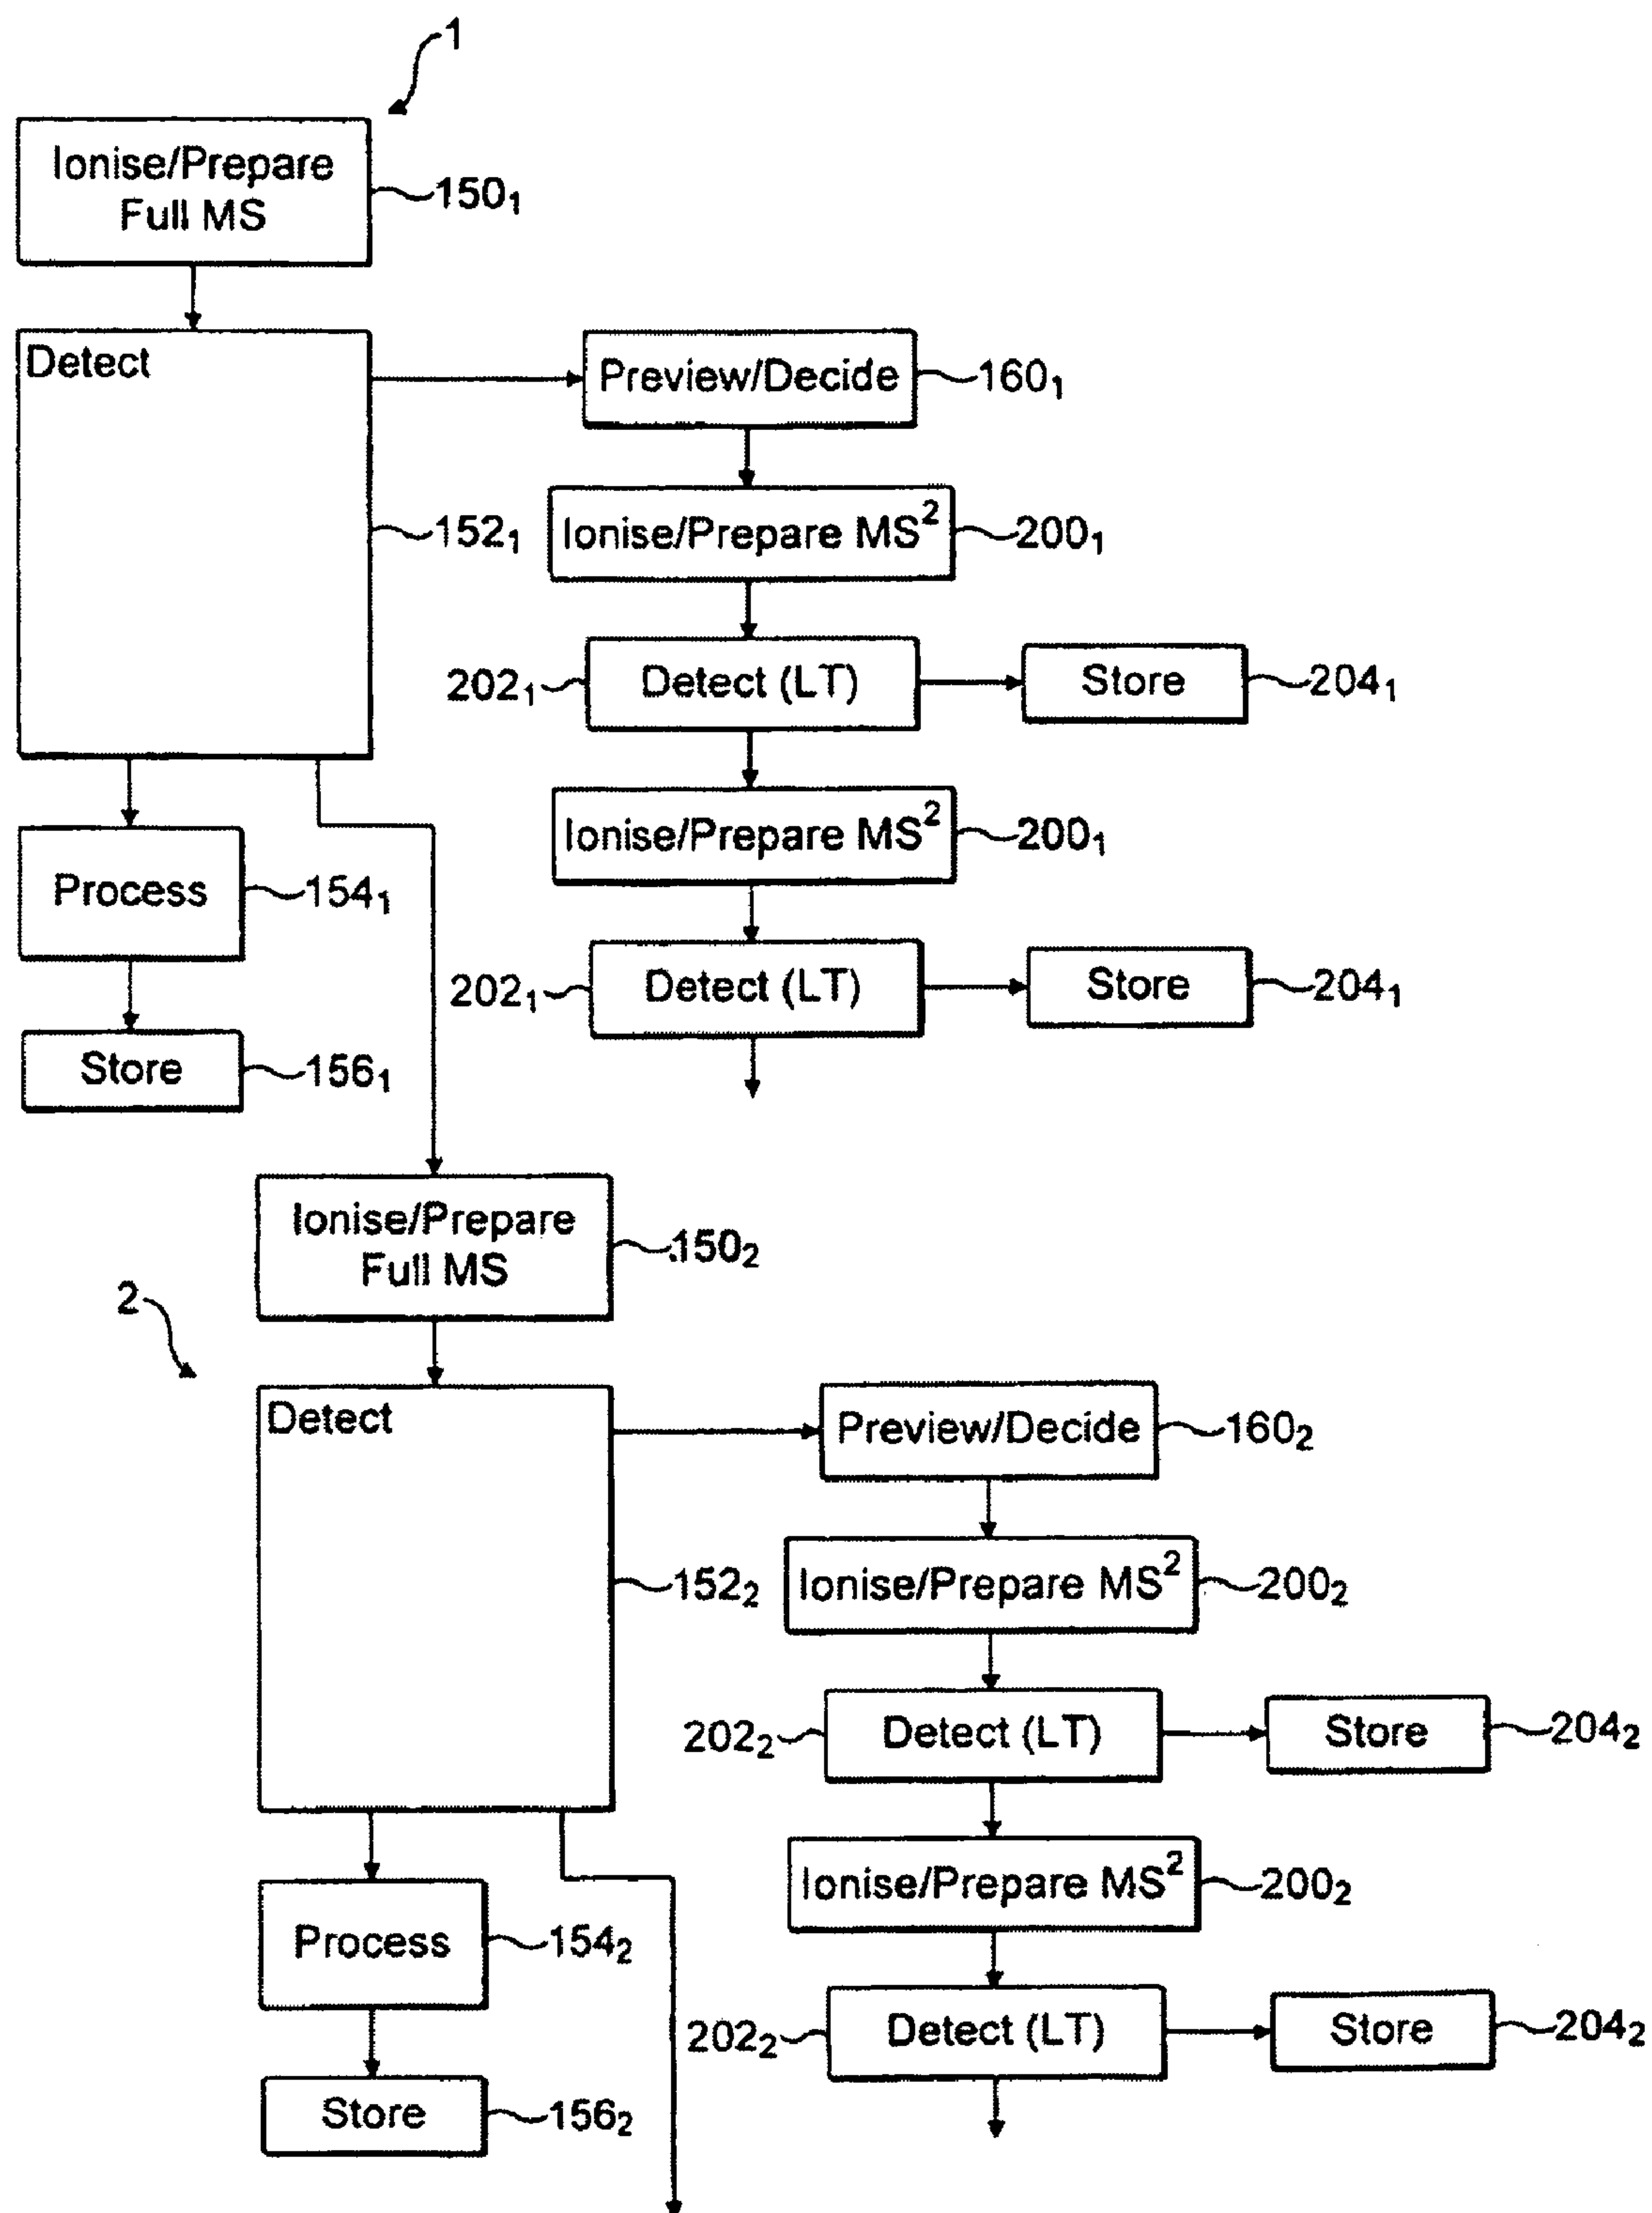 1
Ionise/Prepare
Full MS
150₁
Detect
Preview/Decide
160₁
152₁
Ionise/Prepare MS²
200₁
202₁
Detect (LT)
Store
204₁
Ionise/Prepare MS²
200₁
Process
154₁
202₁
Detect (LT)
Store
204₁
Store
156₁
Ionise/Prepare
Full MS
150₂
2
Detect
Preview/Decide
160₂
152₂
Ionise/Prepare MS²
200₂
202₂
Detect (LT)
Store
204₂
Ionise/Prepare MS²
200₂
Process
154₂
202₂
Detect (LT)
Store
204₂
Store
156₂